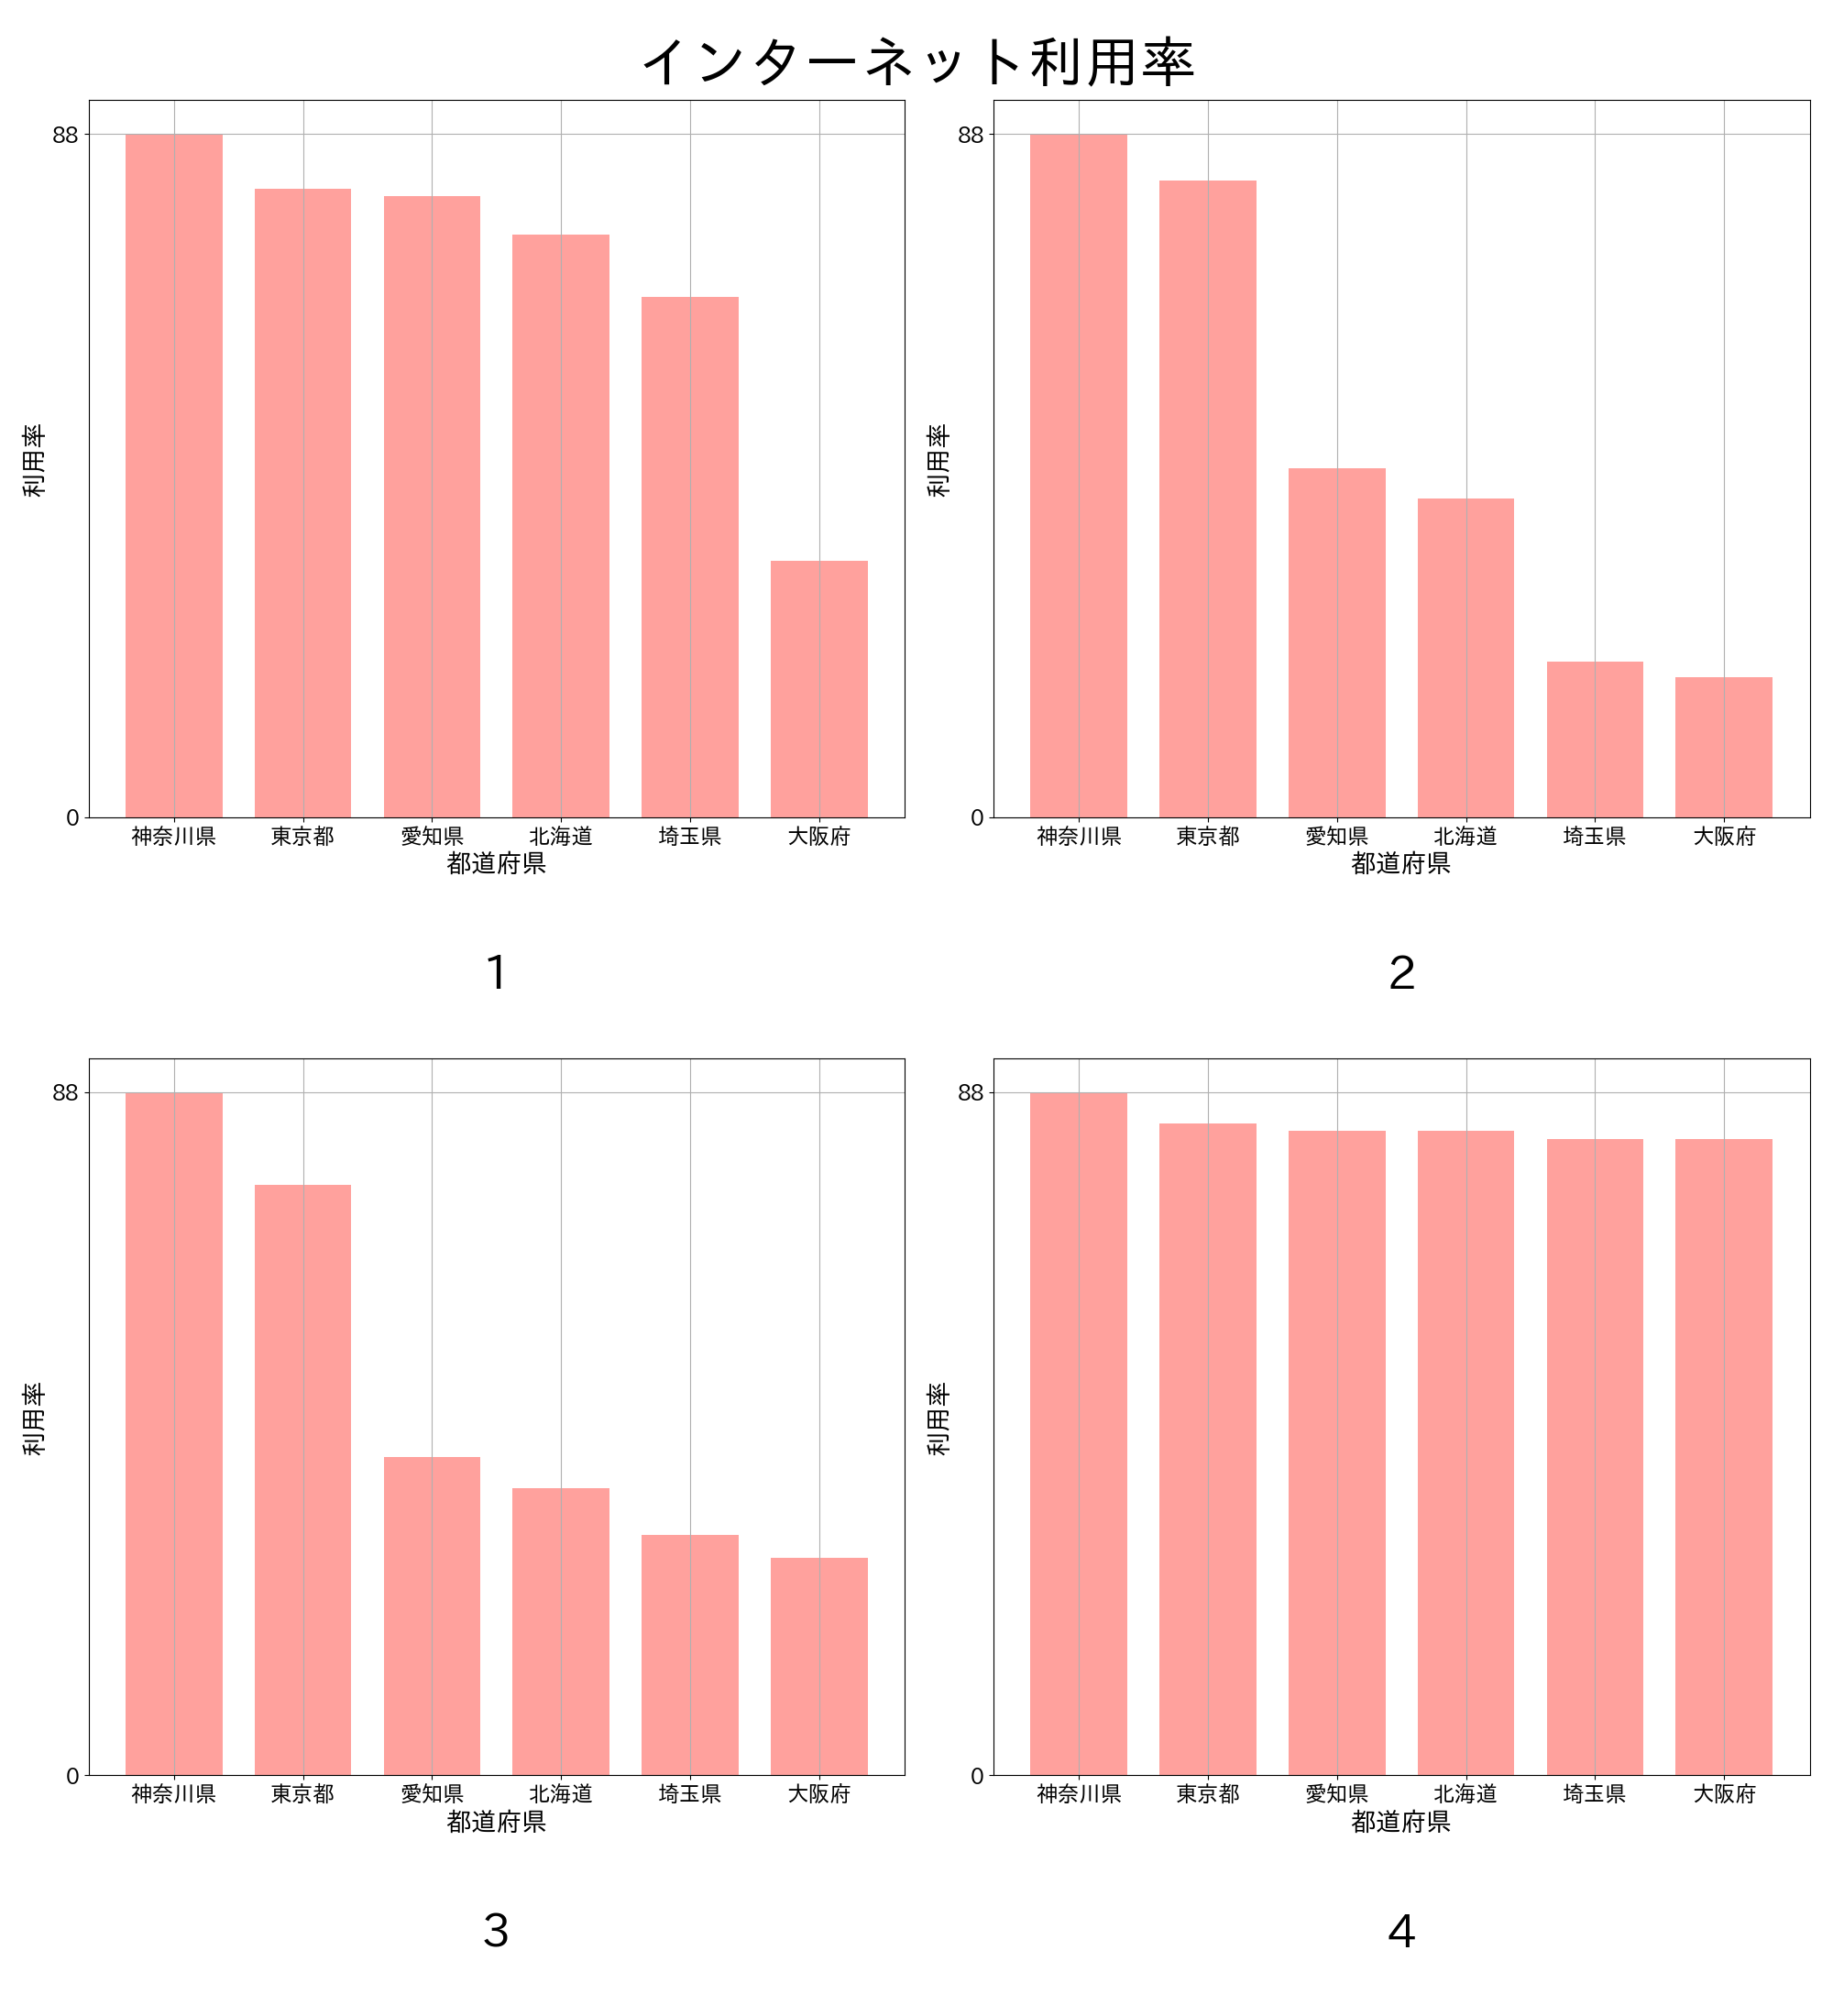 インターネット利用率
88
0
利用率
神奈川県 東京都 愛知県 北海道 埼玉県 大阪府
都道府県
1
88
0
利用率
神奈川県 東京都 愛知県 北海道 埼玉県 大阪府
都道府県
2
88
0
利用率
神奈川県 東京都 愛知県 北海道 埼玉県 大阪府
都道府県
3
88
0
利用率
神奈川県 東京都 愛知県 北海道 埼玉県 大阪府
都道府県
4